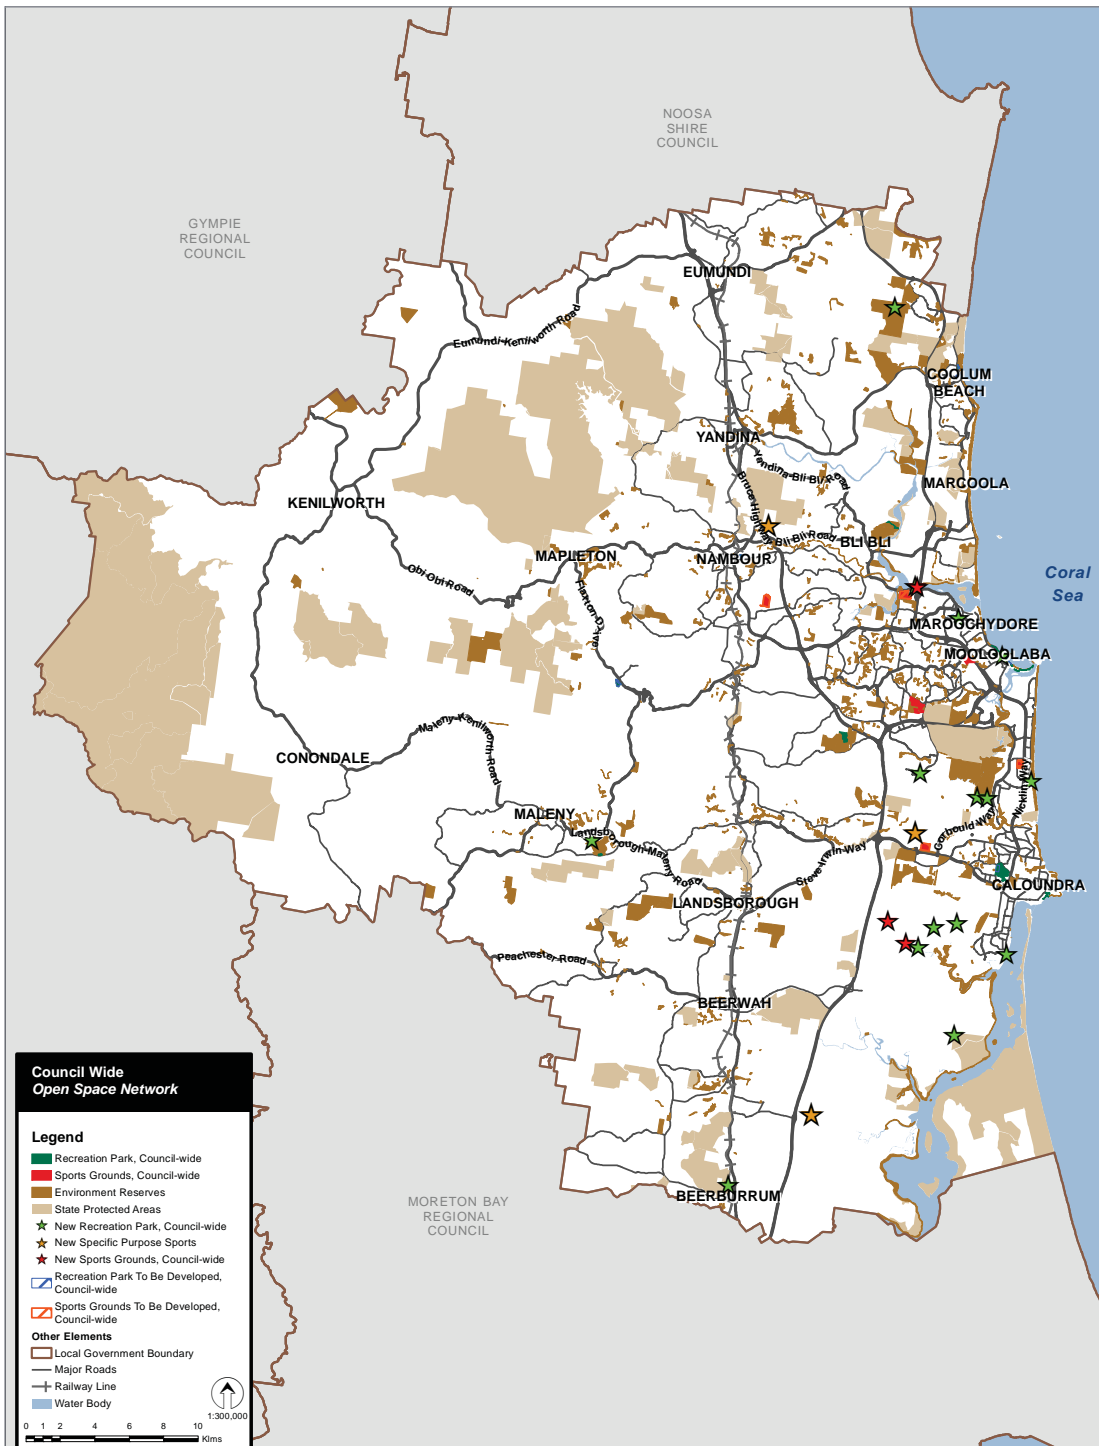 NOOSA
SHIRE
COUNCIL
GYMPIE
REGIONAL
COUNCIL
EUMUNDI
Eumundi-Kenilworth Road
COOLUM
BEACH
YANDINA
Yandina-Bli Bli Road
MARCOOLA
KENILWORTH
Bruce Highway
Bli Bli Road
BLI BLI
MAPLETON
NAMBOUR
Coral
Sea
Obi Obi Road
Flaxton Drive
MAROOCHYDORE
MOOLOOLABA
Maleny-Kenilworth Road
CONONDALE
Nicklin Way
MALENY
Landsborough-Maleny Road
Caloundra Way
Steve Irwin Way
CALOUNDRA
LANDSBOROUGH
Peachester Road
BEERWAH
BEERBURRUM
MORETON BAY
REGIONAL
COUNCIL
Council Wide
Open Space Network
Legend
Recreation Park, Council-wide
Sports Grounds, Council-wide
Environment Reserves
State Protected Areas
New Recreation Park, Council-wide
New Specific Purpose Sports
New Sports Grounds, Council-wide
Recreation Park To Be Developed,
Council-wide
Sports Grounds To Be Developed,
Council-wide
Other Elements
Local Government Boundary
Major Roads
Railway Line
Water Body
1:300,000
0 1 2 4 6 8 10
Klms